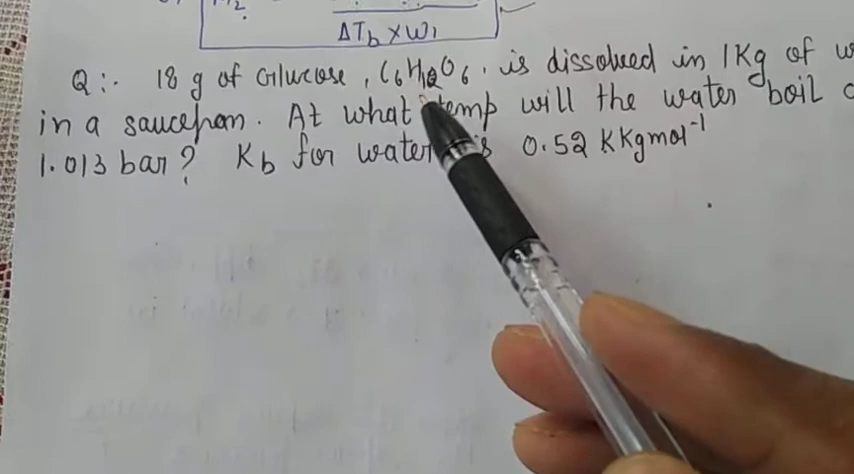 M₂
ΔTb × W₁
Q:- 18 g of Glucose, C₆H₁₂O₆, is dissolved in 1Kg of
in a saucepan. At what temp will the water boil
1.013 bar? Kb for water is 0.52 K Kg mol⁻¹